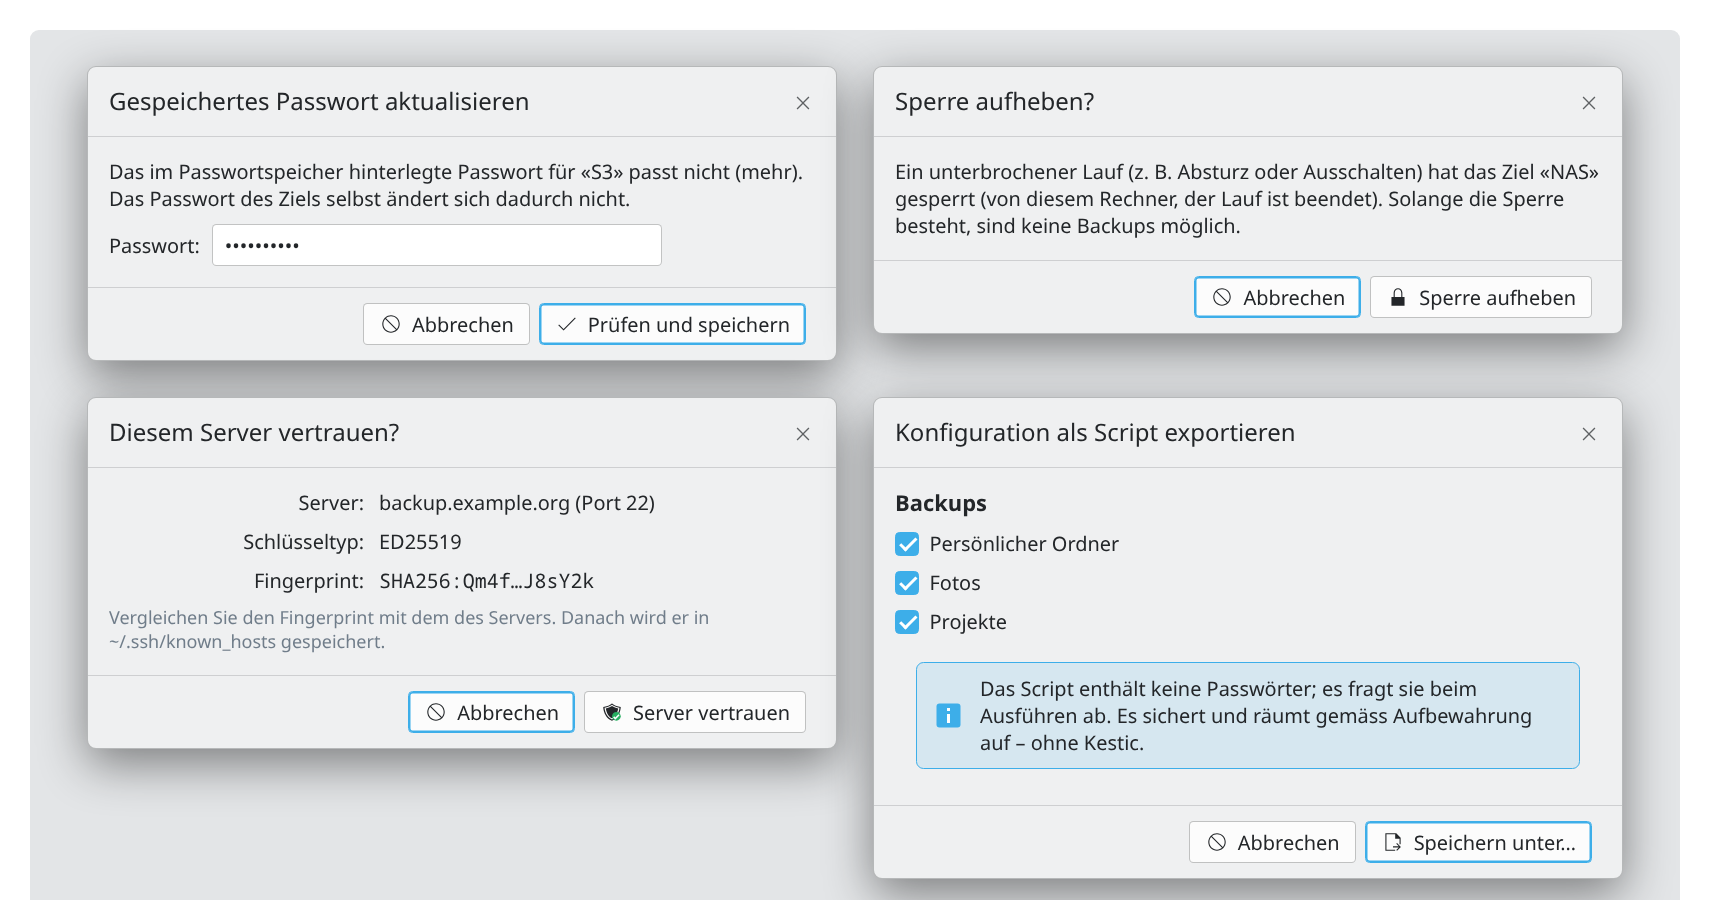 Gespeichertes Passwort aktualisieren
Das im Passwortspeicher hinterlegte Passwort für «S3» passt nicht (mehr).
Das Passwort des Ziels selbst ändert sich dadurch nicht.
Passwort: ••••••••••
Abbrechen
Prüfen und speichern
Sperre aufheben?
Ein unterbrochener Lauf (z. B. Absturz oder Ausschalten) hat das Ziel «NAS»
gesperrt (von diesem Rechner, der Lauf ist beendet). Solange die Sperre
besteht, sind keine Backups möglich.
Abbrechen
Sperre aufheben
Diesem Server vertrauen?
Server: backup.example.org (Port 22)
Schlüsseltyp: ED25519
Fingerprint: SHA256:Qm4f…J8sY2k
Vergleichen Sie den Fingerprint mit dem des Servers. Danach wird er in
~/.ssh/known_hosts gespeichert.
Abbrechen
Server vertrauen
Konfiguration als Script exportieren
Backups
Persönlicher Ordner
Fotos
Projekte
Das Script enthält keine Passwörter; es fragt sie beim
Ausführen ab. Es sichert und räumt gemäss Aufbewahrung
auf – ohne Kestic.
Abbrechen
Speichern unter…